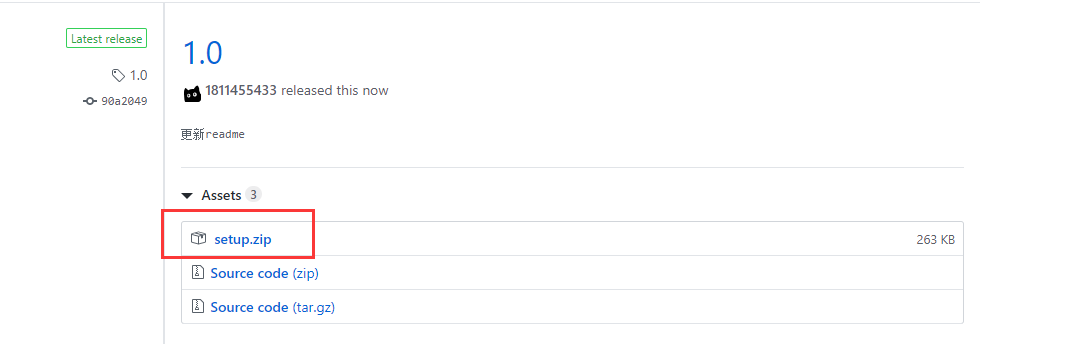 Latest release
1.0
90a2049
1.0
1811455433 released this now
更新readme
Assets 3
setup.zip 263 KB
Source code (zip)
Source code (tar.gz)